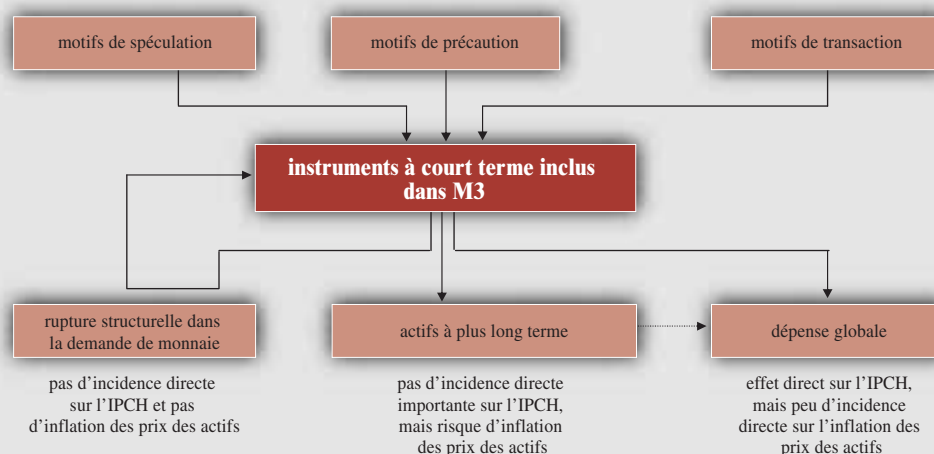 motifs de spéculation
motifs de précaution
motifs de transaction
instruments à court terme inclus
dans M3
rupture structurelle dans
la demande de monnaie
actifs à plus long terme
dépense globale
pas d'incidence directe
sur l'IPCH et pas
d'inflation des prix des actifs
pas d'incidence directe
importante sur l'IPCH,
mais risque d'inflation
des prix des actifs
effet direct sur l'IPCH,
mais peu d'incidence
directe sur l'inflation des
prix des actifs